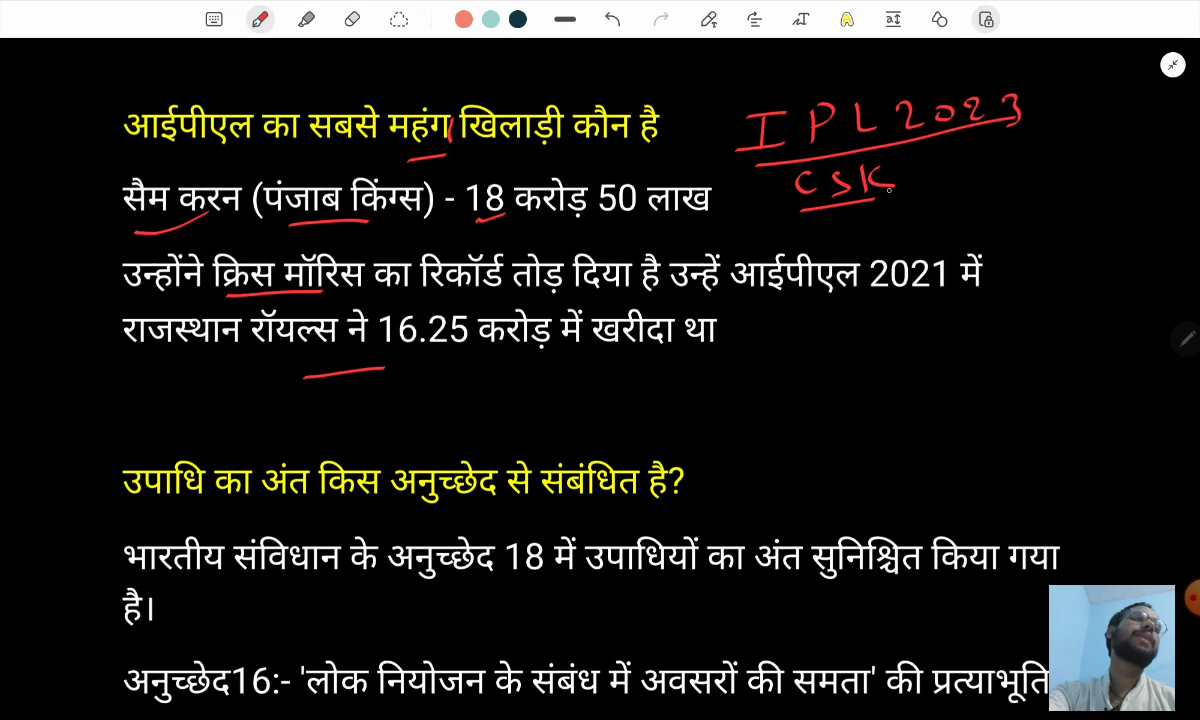 आईपीएल का सबसे महंग खिलाड़ी कौन है
IPL 2023
CSK
सैम करन (पंजाब किंग्स) - 18 करोड़ 50 लाख
उन्होंने क्रिस मॉरिस का रिकॉर्ड तोड़ दिया है उन्हें आईपीएल 2021 में
राजस्थान रॉयल्स ने 16.25 करोड़ में खरीदा था
उपाधि का अंत किस अनुच्छेद से संबंधित है?
भारतीय संविधान के अनुच्छेद 18 में उपाधियों का अंत सुनिश्चित किया गया
है।
अनुच्छेद16:- 'लोक नियोजन के संबंध में अवसरों की समता' की प्रत्याभूति